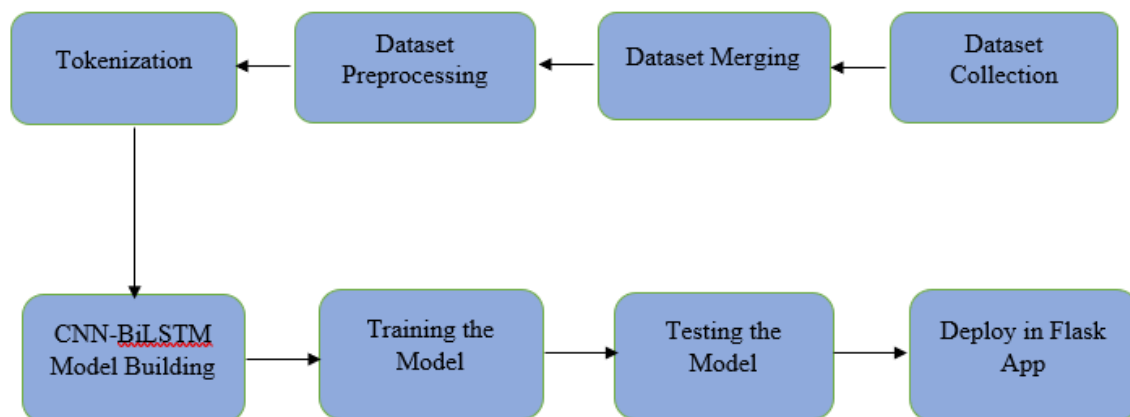 Tokenization
Dataset
Preprocessing
Dataset Merging
Dataset
Collection
CNN-BiLSTM
Model Building
Training the
Model
Testing the
Model
Deploy in Flask
App